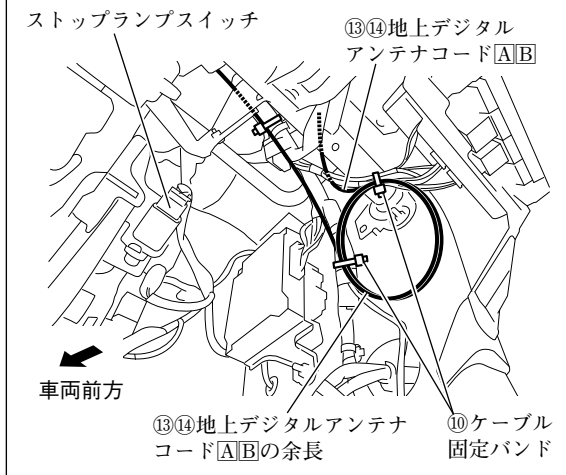 ストップランプスイッチ
⑬⑭地上デジタル
アンテナコード🄰🄱
車両前方
⑬⑭地上デジタルアンテナ
コード🄰🄱の余長
⑩ケーブル
固定バンド